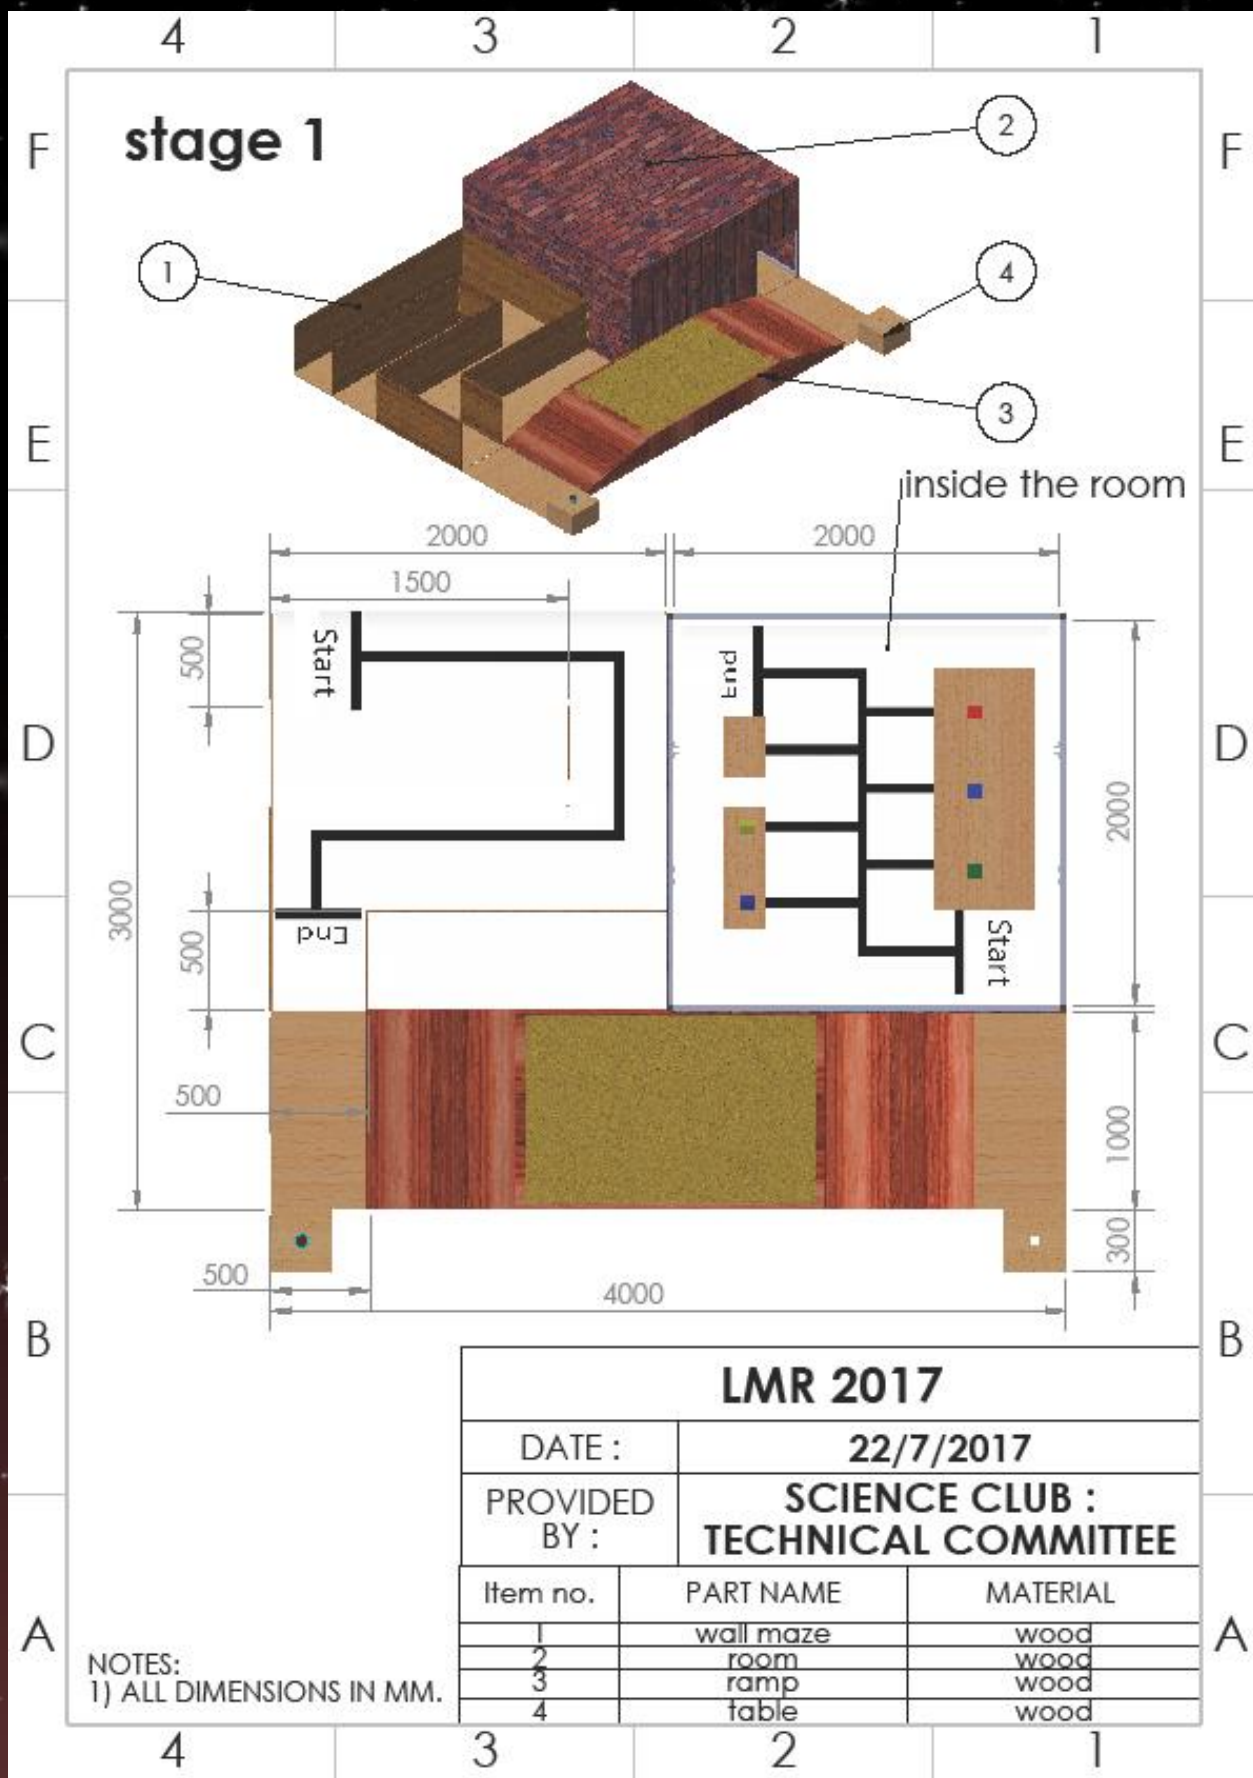 4 3 2 1
F F
stage 1
2
1
4
3
E E
inside the room
2000 2000
1500
500
Start
End
D D
2000
3000
500
End
Start
C C
500
1000
300
500
4000
B B
LMR 2017
DATE : 22/7/2017
PROVIDED BY :
SCIENCE CLUB :
TECHNICAL COMMITTEE
Item no. PART NAME MATERIAL
1 wall maze wood
2 room wood
3 ramp wood
4 table wood
A A
NOTES:
1) ALL DIMENSIONS IN MM.
4 3 2 1